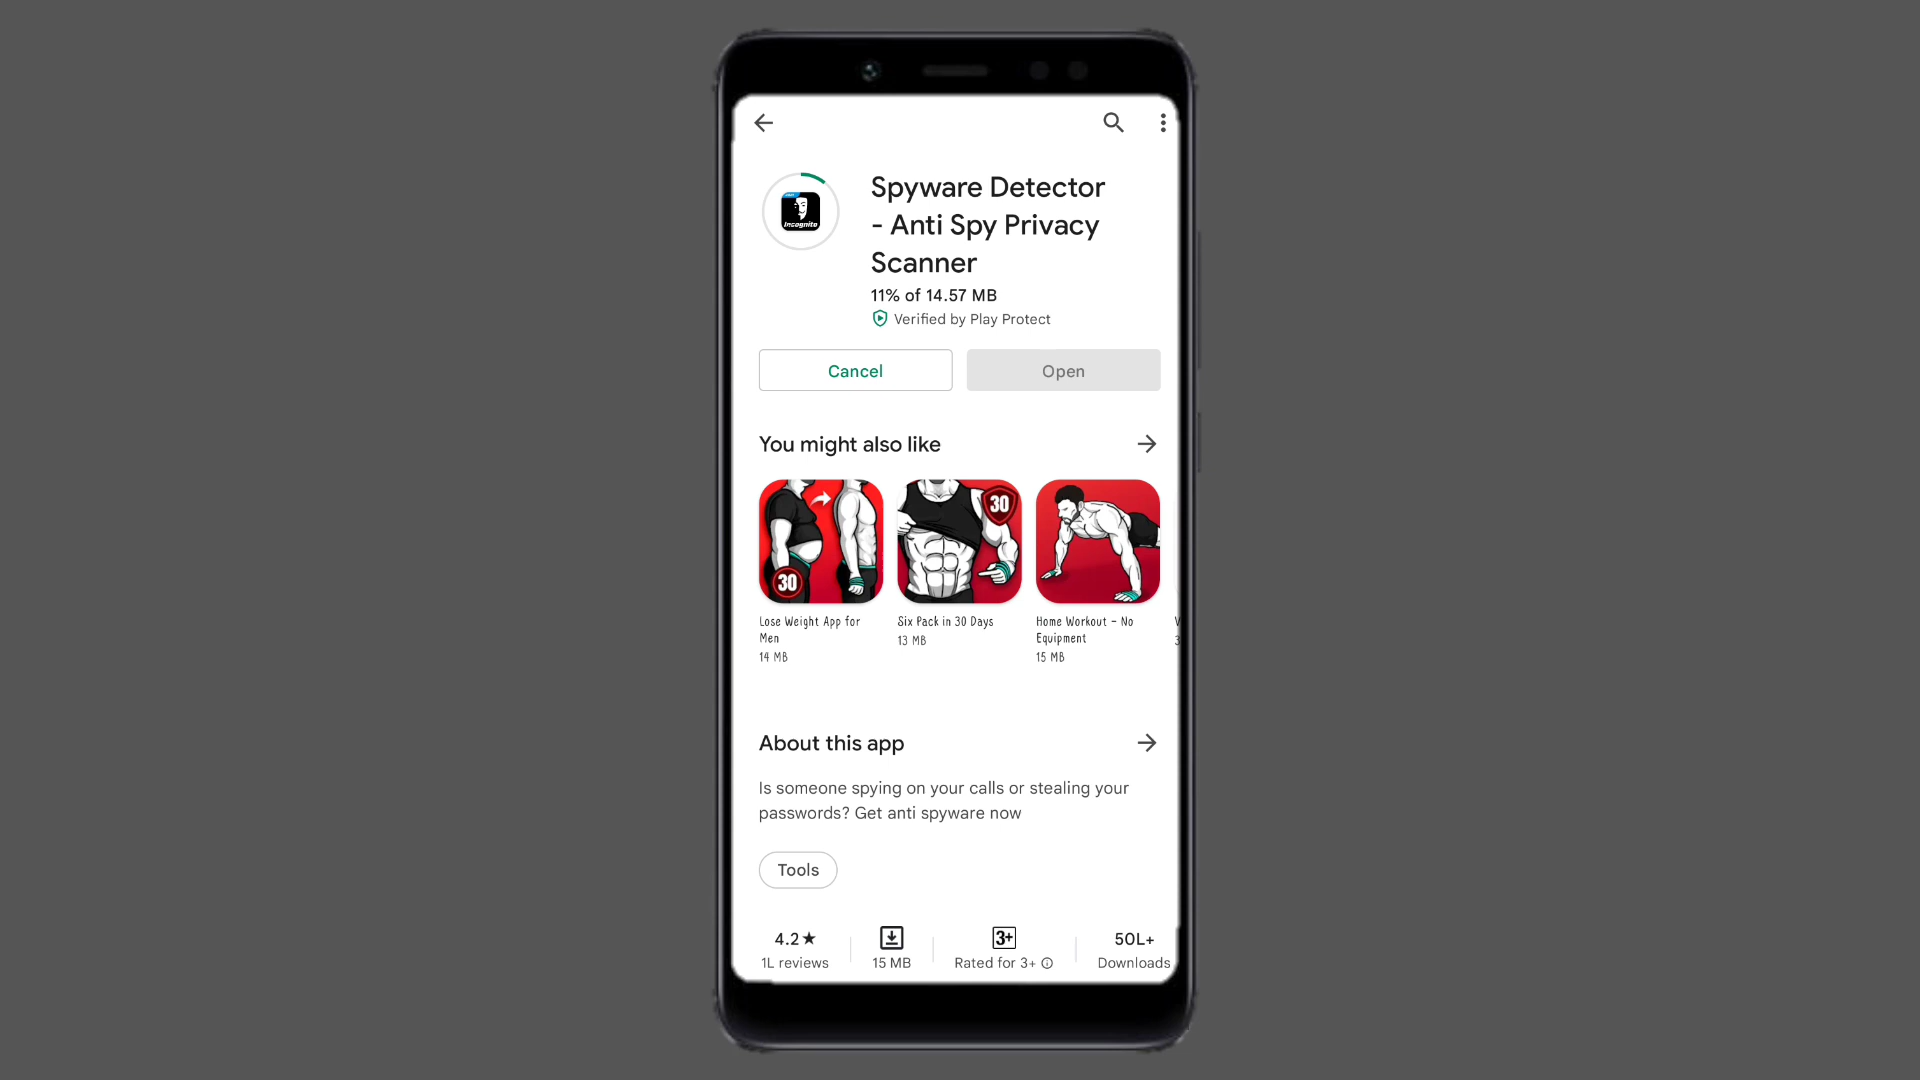 Incognito
Spyware Detector
- Anti Spy Privacy
Scanner
11% of 14.57 MB
Verified by Play Protect
Cancel
Open
You might also like
30
30
Lose Weight App for
Men
14 MB
Six Pack in 30 Days
13 MB
Home Workout - No
Equipment
15 MB
About this app
Is someone spying on your calls or stealing your
passwords? Get anti spyware now
Tools
4.2★
1L reviews
15 MB
3+
Rated for 3+
50L+
Downloads